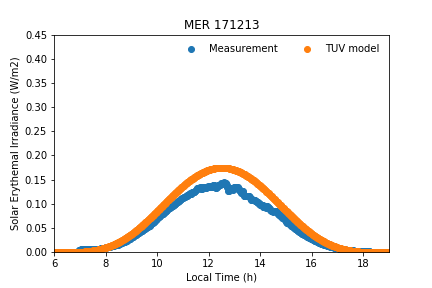 MER 171213
Measurement
TUV model
Solar Erythemal Irradiance (W/m2)
0.45
0.40
0.35
0.30
0.25
0.20
0.15
0.10
0.05
0.00
6 8 10 12 14 16 18
Local Time (h)